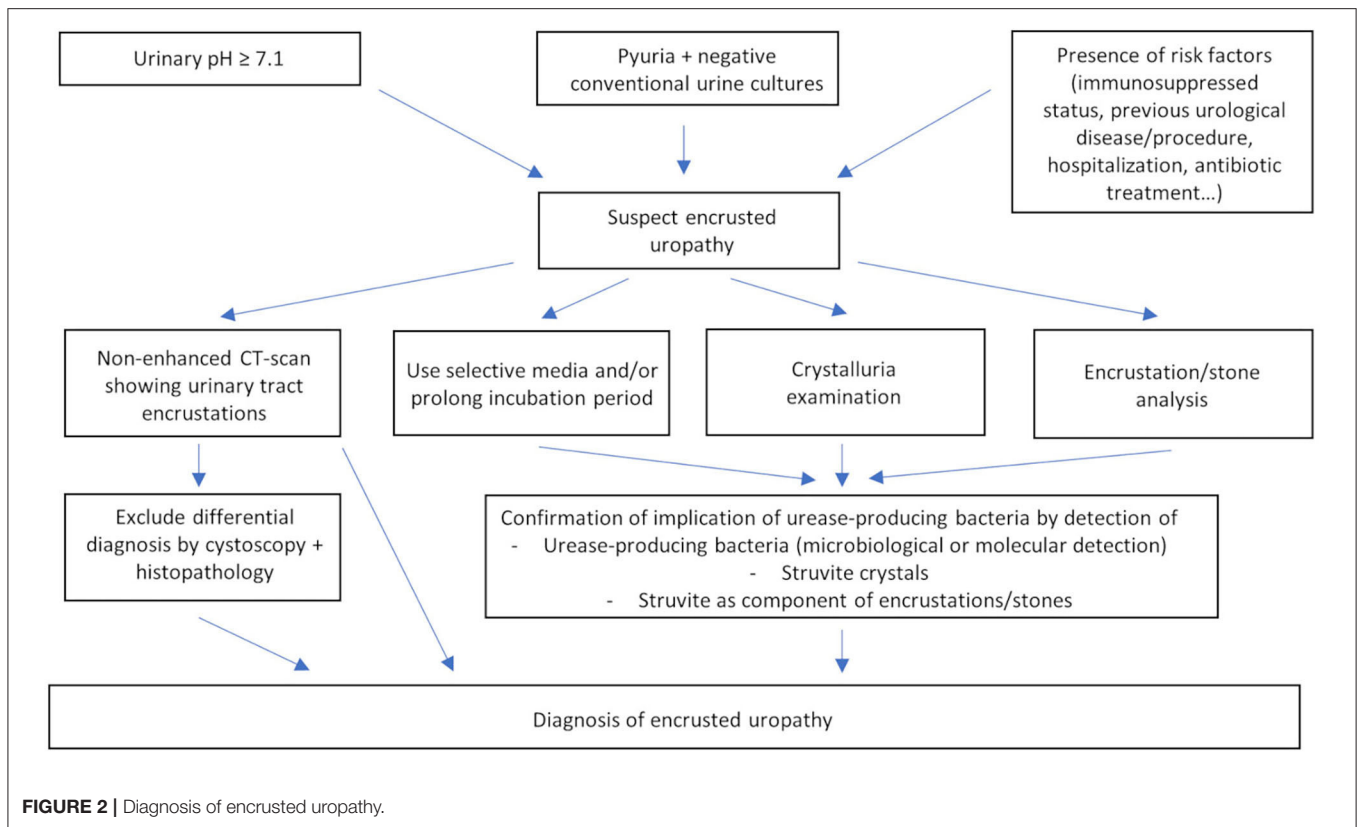 Urinary pH ≥ 7.1
Pyuria + negative
conventional urine cultures
Presence of risk factors
(immunosuppressed
status, previous urological
disease/procedure,
hospitalization, antibiotic
treatment...)
Suspect encrusted
uropathy
Non-enhanced CT-scan
showing urinary tract
encrustations
Use selective media and/or
prolong incubation period
Crystalluria
examination
Encrustation/stone
analysis
Exclude differential
diagnosis by cystoscopy +
histopathology
Confirmation of implication of urease-producing bacteria by detection of
- Urease-producing bacteria (microbiological or molecular detection)
- Struvite crystals
- Struvite as component of encrustations/stones
Diagnosis of encrusted uropathy
FIGURE 2 | Diagnosis of encrusted uropathy.